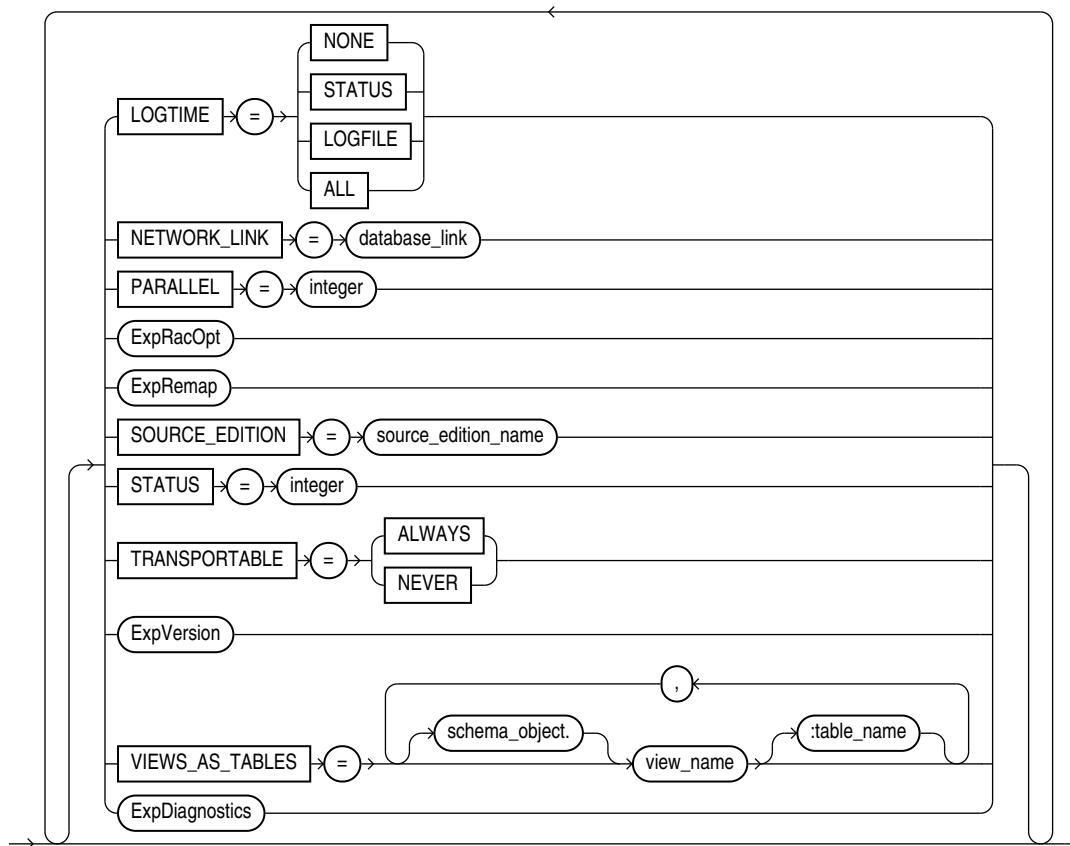 NONE
STATUS
LOGTIME = LOGFILE
ALL
NETWORK_LINK = database_link
PARALLEL = integer
ExpRacOpt
ExpRemap
SOURCE_EDITION = source_edition_name
STATUS = integer
ALWAYS
TRANSPORTABLE = NEVER
ExpVersion
,
schema_object. :table_name
VIEWS_AS_TABLES = view_name
ExpDiagnostics